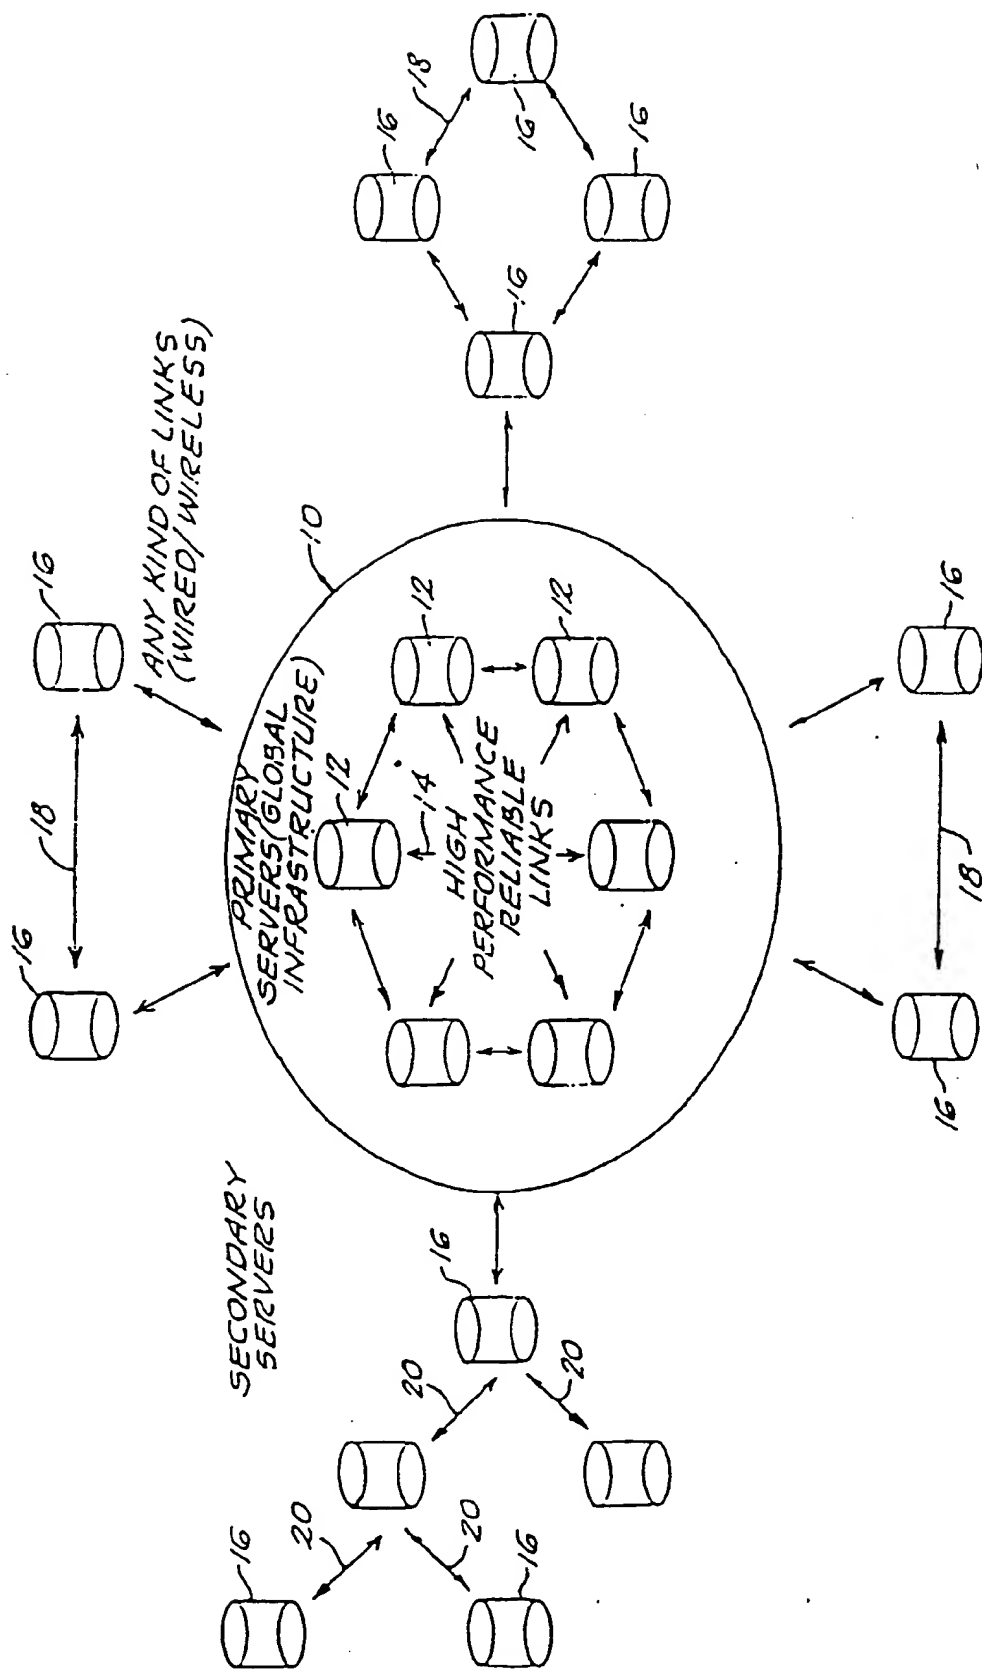 16
18
16
ANY KIND OF LINKS
(WIRED/WIRELESS)
SECONDARY
SERVERS
PRIMARY
SERVERS(GLOBAL
INFRASTRUCTURE)
10
16
20
12
16
18
20
14
12
16
20
20
HIGH
PERFORMANCE
RELIABLE
LINKS
16
16
16
12
16
16
18
16